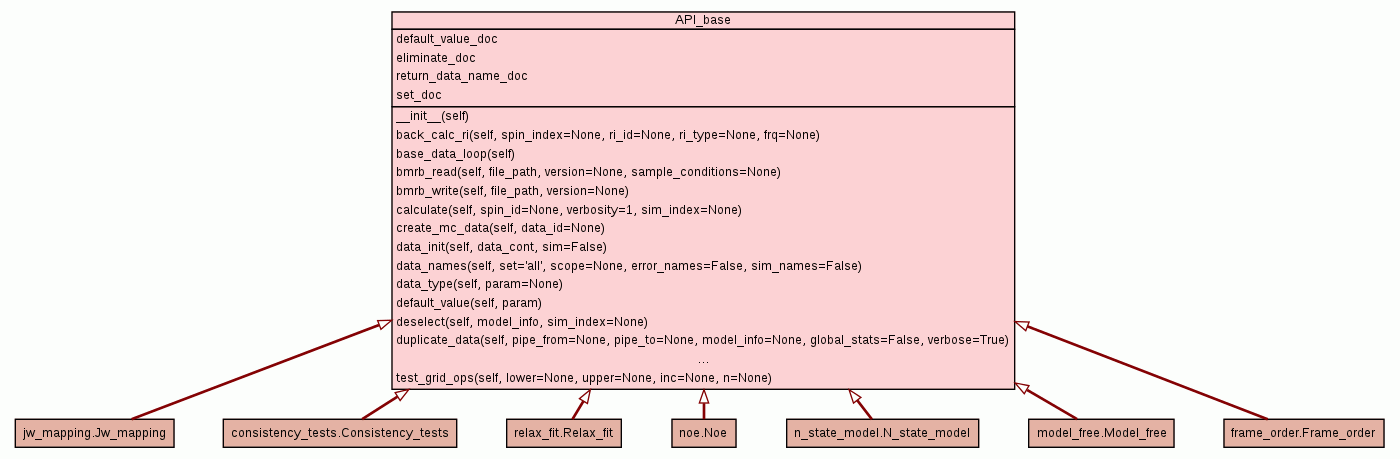 API_base
default_value_doc
eliminate_doc
return_data_name_doc
set_doc
__init__(self)
back_calc_ri(self, spin_index=None, ri_id=None, ri_type=None, frq=None)
base_data_loop(self)
bmrb_read(self, file_path, version=None, sample_conditions=None)
bmrb_write(self, file_path, version=None)
calculate(self, spin_id=None, verbosity=1, sim_index=None)
create_mc_data(self, data_id=None)
data_init(self, data_cont, sim=False)
data_names(self, set='all', scope=None, error_names=False, sim_names=False)
data_type(self, param=None)
default_value(self, param)
deselect(self, model_info, sim_index=None)
duplicate_data(self, pipe_from=None, pipe_to=None, model_info=None, global_stats=False, verbose=True)
...
test_grid_ops(self, lower=None, upper=None, inc=None, n=None)
jw_mapping.Jw_mapping
consistency_tests.Consistency_tests
relax_fit.Relax_fit
noe.Noe
n_state_model.N_state_model
model_free.Model_free
frame_order.Frame_order